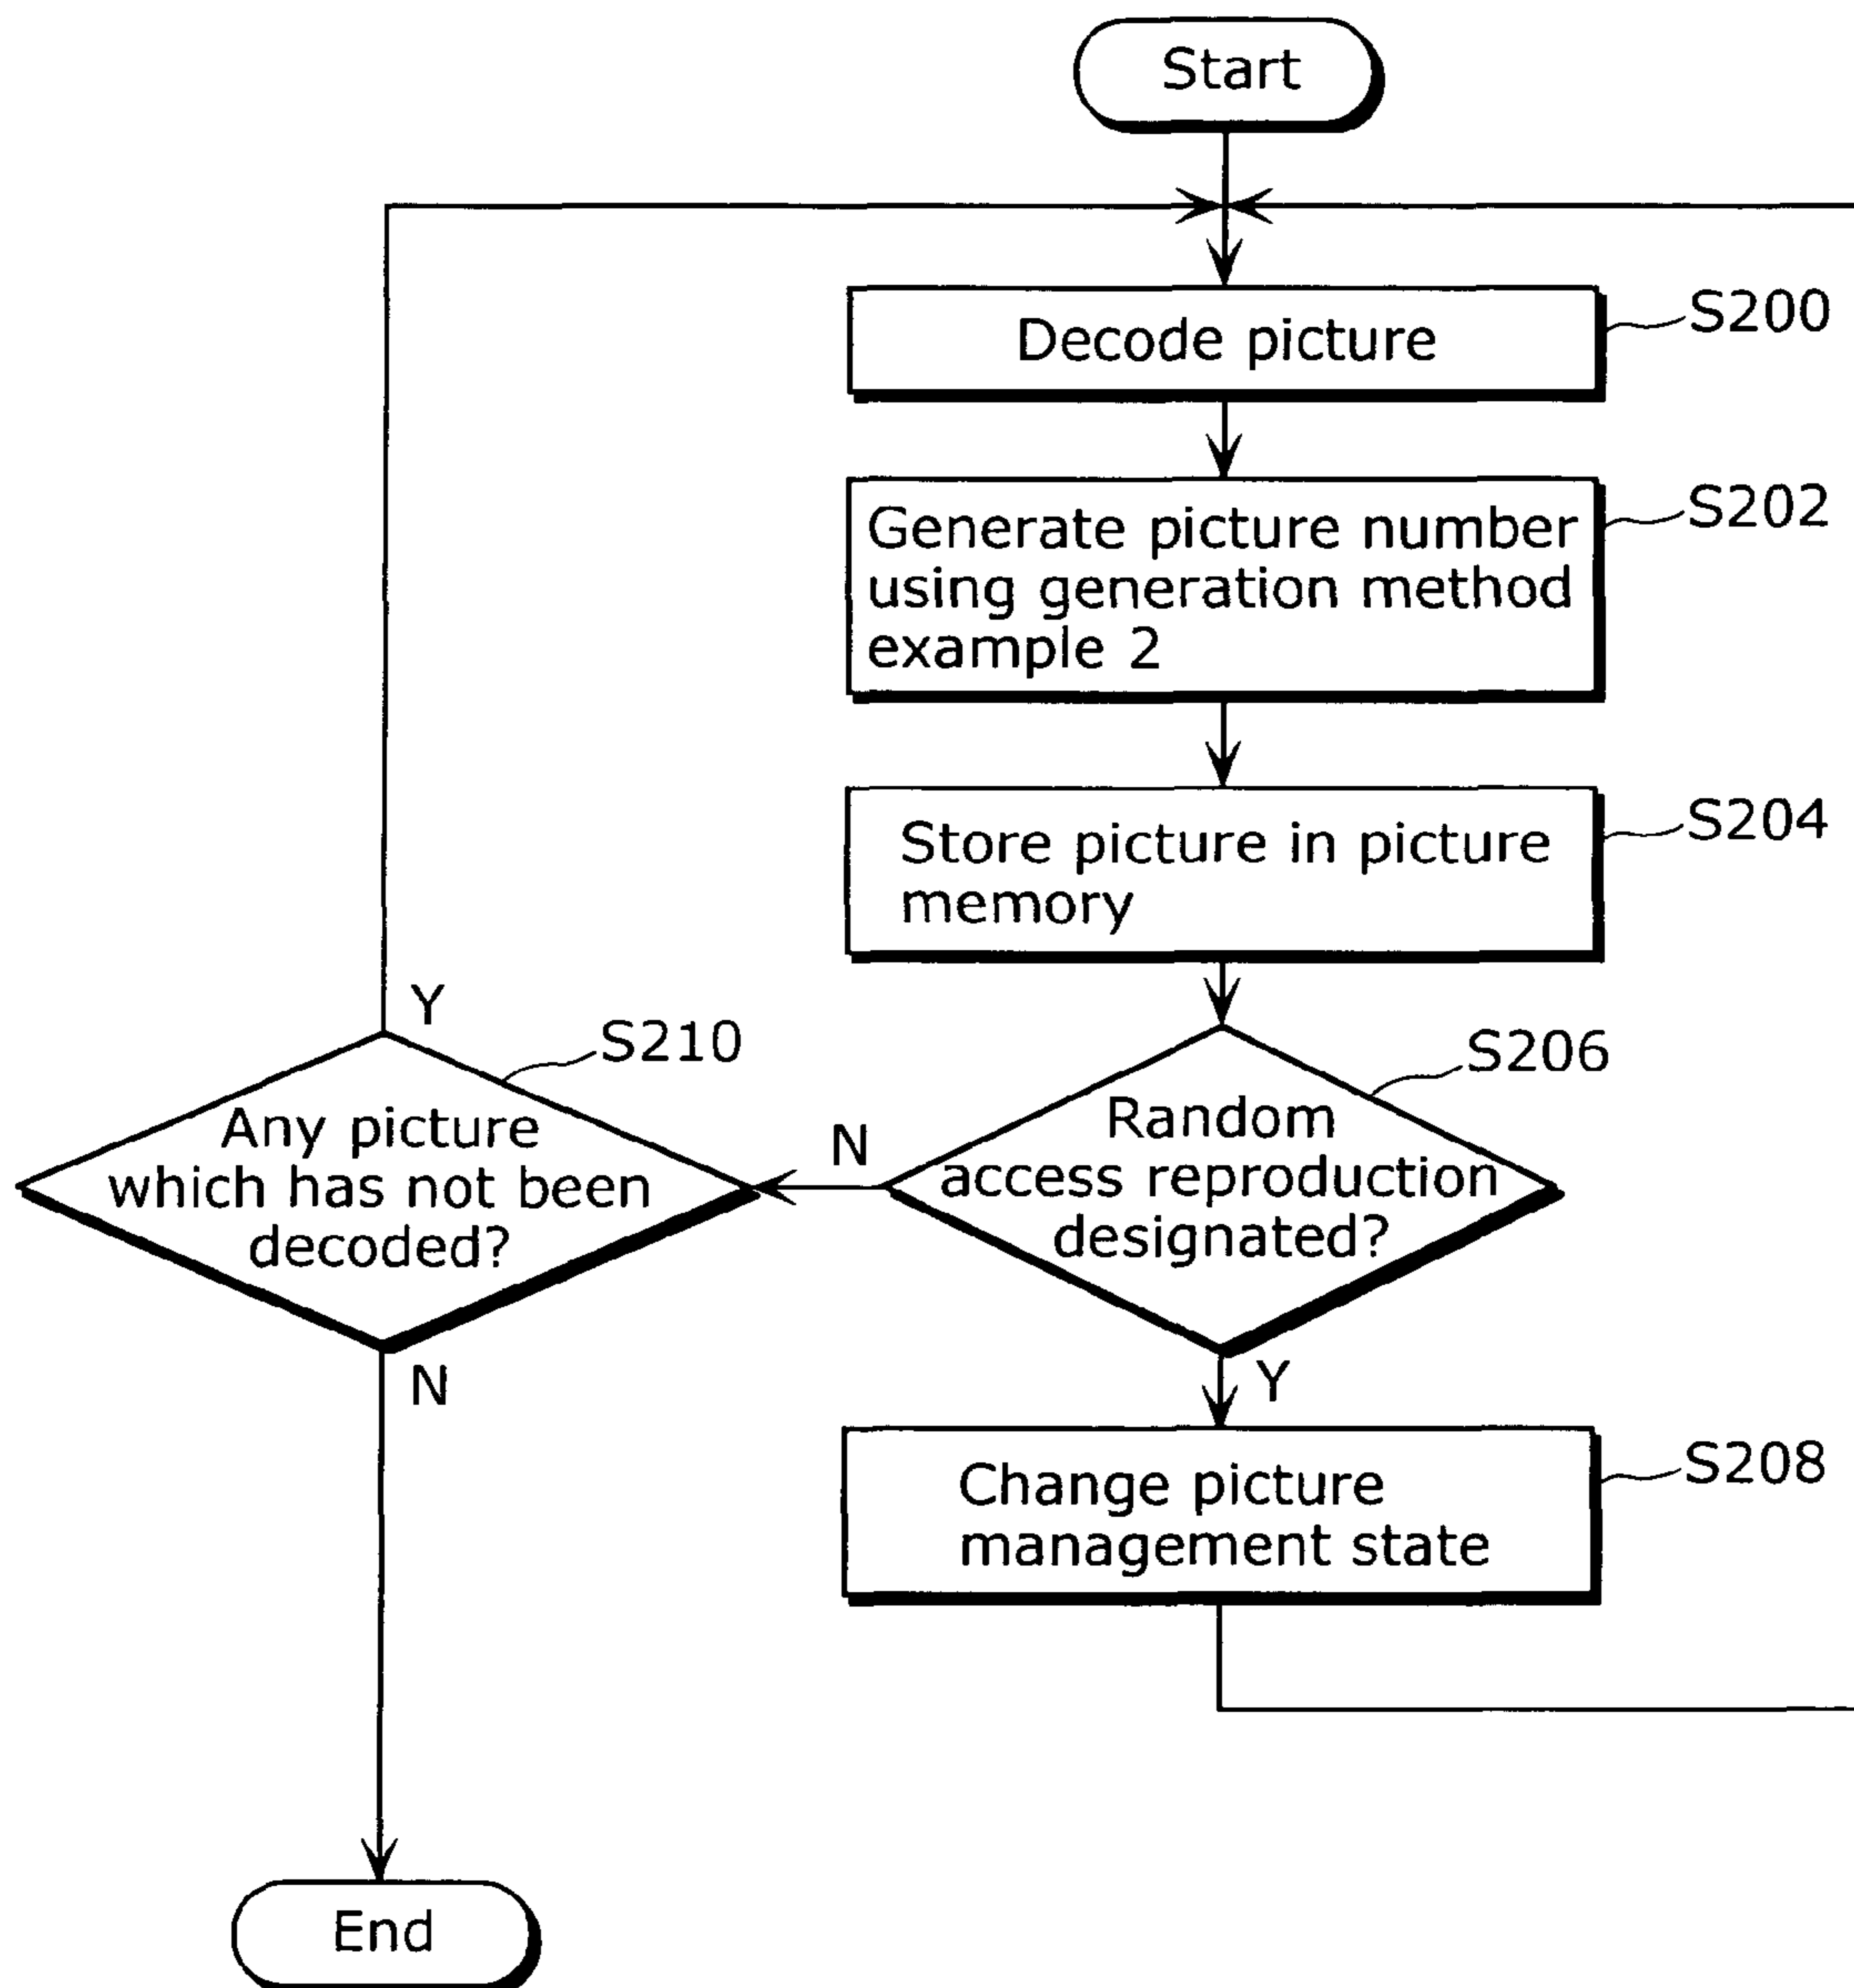 Start
Decode picture
S200
Generate picture number
using generation method
example 2
S202
Store picture in picture
memory
S204
Y
S210
Any picture
which has not been
decoded?
N
N
S206
Random
access reproduction
designated?
Y
Change picture
management state
S208
End